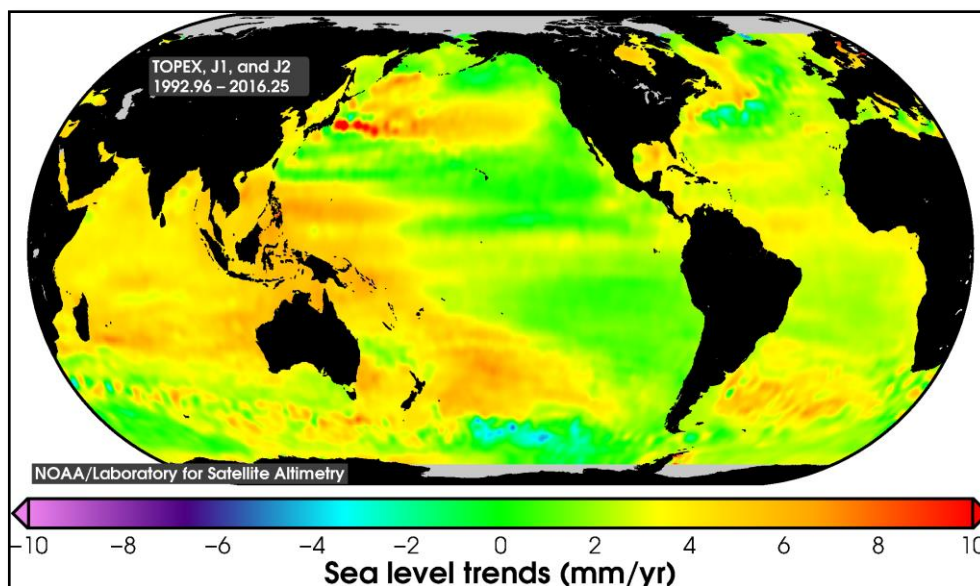 TOPEX, J1, and J2
1992.96 – 2016.25
NOAA/Laboratory for Satellite Altimetry
−10 −8 −6 −4 −2 0 2 4 6 8 10
Sea level trends (mm/yr)